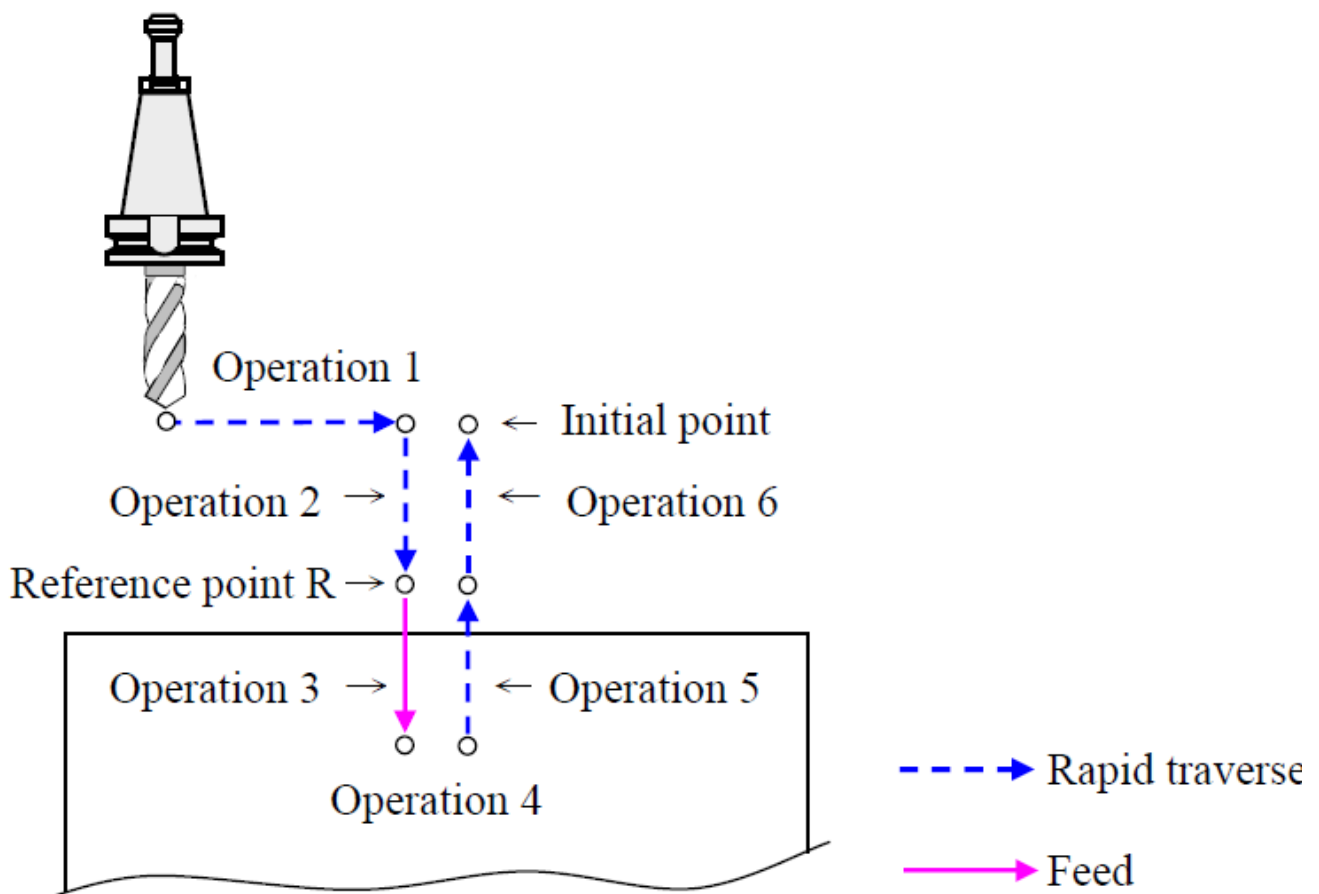 Operation 1
← Initial point
Operation 2 →
← Operation 6
Reference point R →
Operation 3 →
← Operation 5
Operation 4
Rapid traverse
Feed